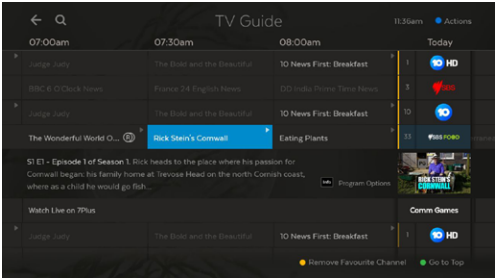 TV Guide
11:36am
Actions
07:00am 07:30am 08:00am Today
Judge Judy The Bold and the Beautiful 10 News First: Breakfast 1 10 HD
BBC 6 O'Clock News France 24 English News DD India Prime Time News 3 SBS
Judge Judy The Bold and the Beautiful 10 News First: Breakfast 10 10
The Wonderful World O... Rick Stein's Cornwall Eating Plants 33 SBS FOOD
S1 E1 - Episode 1 of Season 1. Rick heads to the place where his passion for
Cornwall began: his family home at Trevose Head on the north Cornish coast,
where as a child he would go fish...
Info Program Options
RICK STEIN'S
CORNWALL
Watch Live on 7Plus Comm Games
Judge Judy The Bold and the Beautiful 10 News First: Breakfast 1 10 HD
Remove Favourite Channel Go to Top